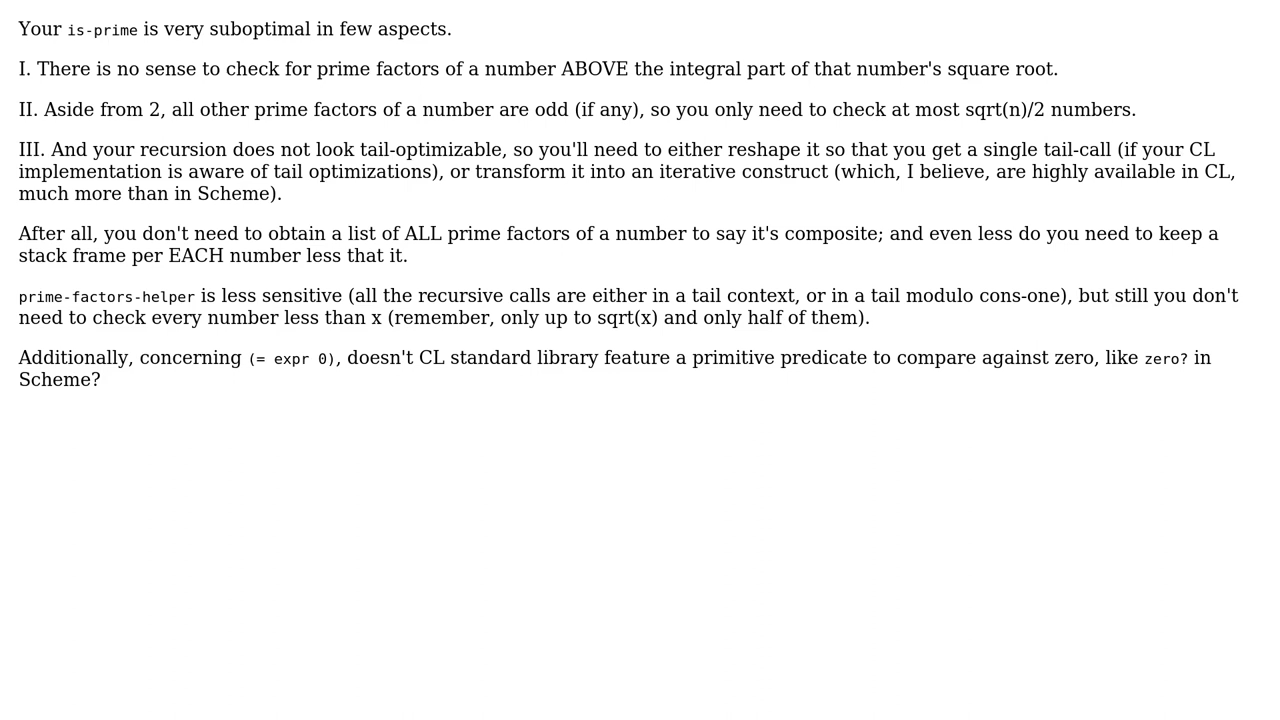 Your is-prime is very suboptimal in few aspects.
I. There is no sense to check for prime factors of a number ABOVE the integral part of that number's square root.
II. Aside from 2, all other prime factors of a number are odd (if any), so you only need to check at most sqrt(n)/2 numbers.
III. And your recursion does not look tail-optimizable, so you'll need to either reshape it so that you get a single tail-call (if your CL
implementation is aware of tail optimizations), or transform it into an iterative construct (which, I believe, are highly available in CL,
much more than in Scheme).
After all, you don't need to obtain a list of ALL prime factors of a number to say it's composite; and even less do you need to keep a
stack frame per EACH number less that it.
prime-factors-helper is less sensitive (all the recursive calls are either in a tail context, or in a tail modulo cons-one), but still you don't
need to check every number less than x (remember, only up to sqrt(x) and only half of them).
Additionally, concerning (= expr 0), doesn't CL standard library feature a primitive predicate to compare against zero, like zero? in
Scheme?